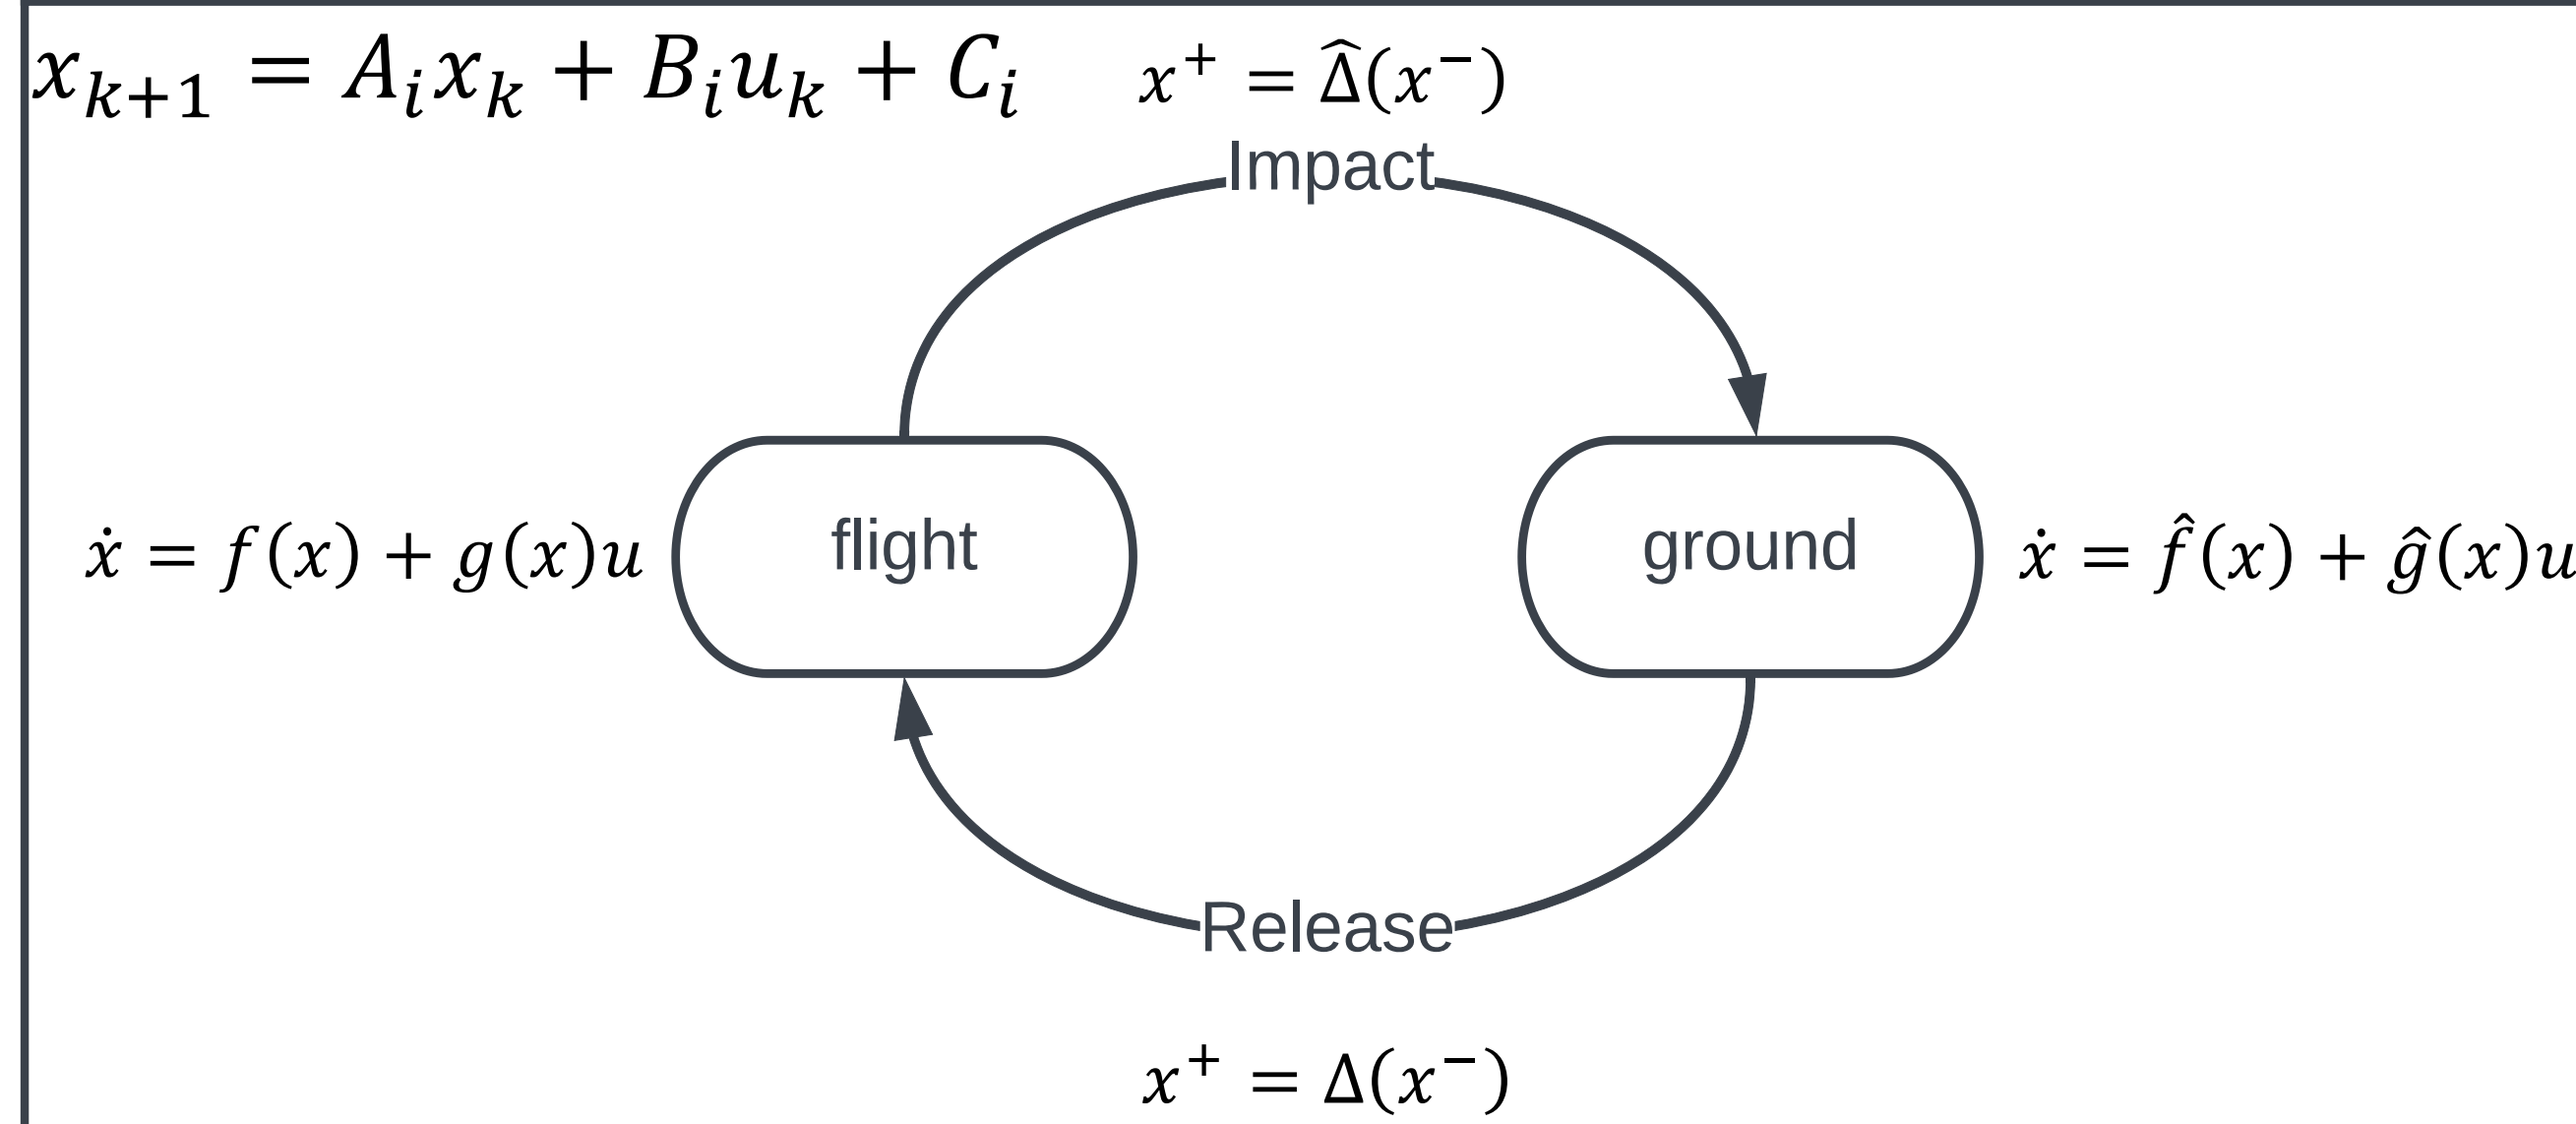 x_{k+1} = A_i x_k + B_i u_k + C_i
x⁺ = Δ̂(x⁻)
Impact
ẋ = f(x) + g(x)u
flight
ground
ẋ = f̂(x) + ĝ(x)u
Release
x⁺ = Δ(x⁻)